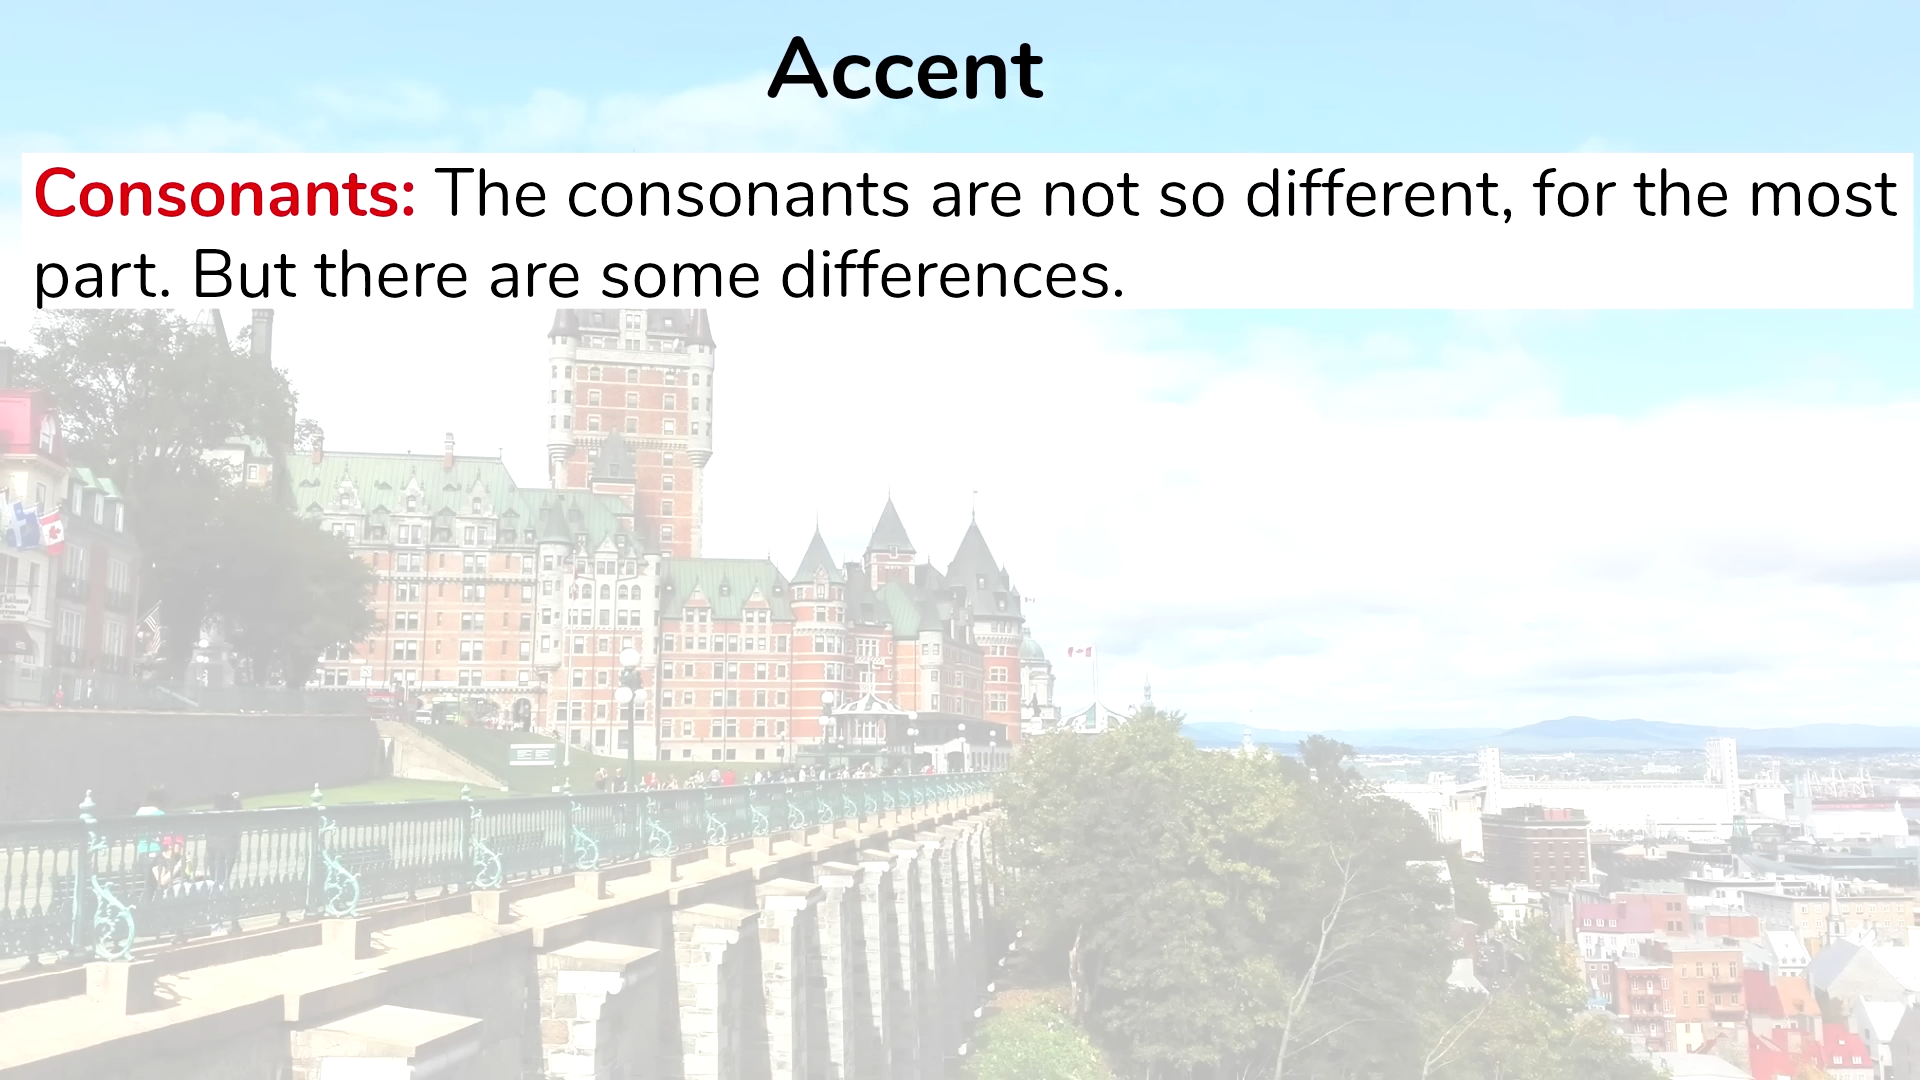 Accent
Consonants: The consonants are not so different, for the most
part. But there are some differences.